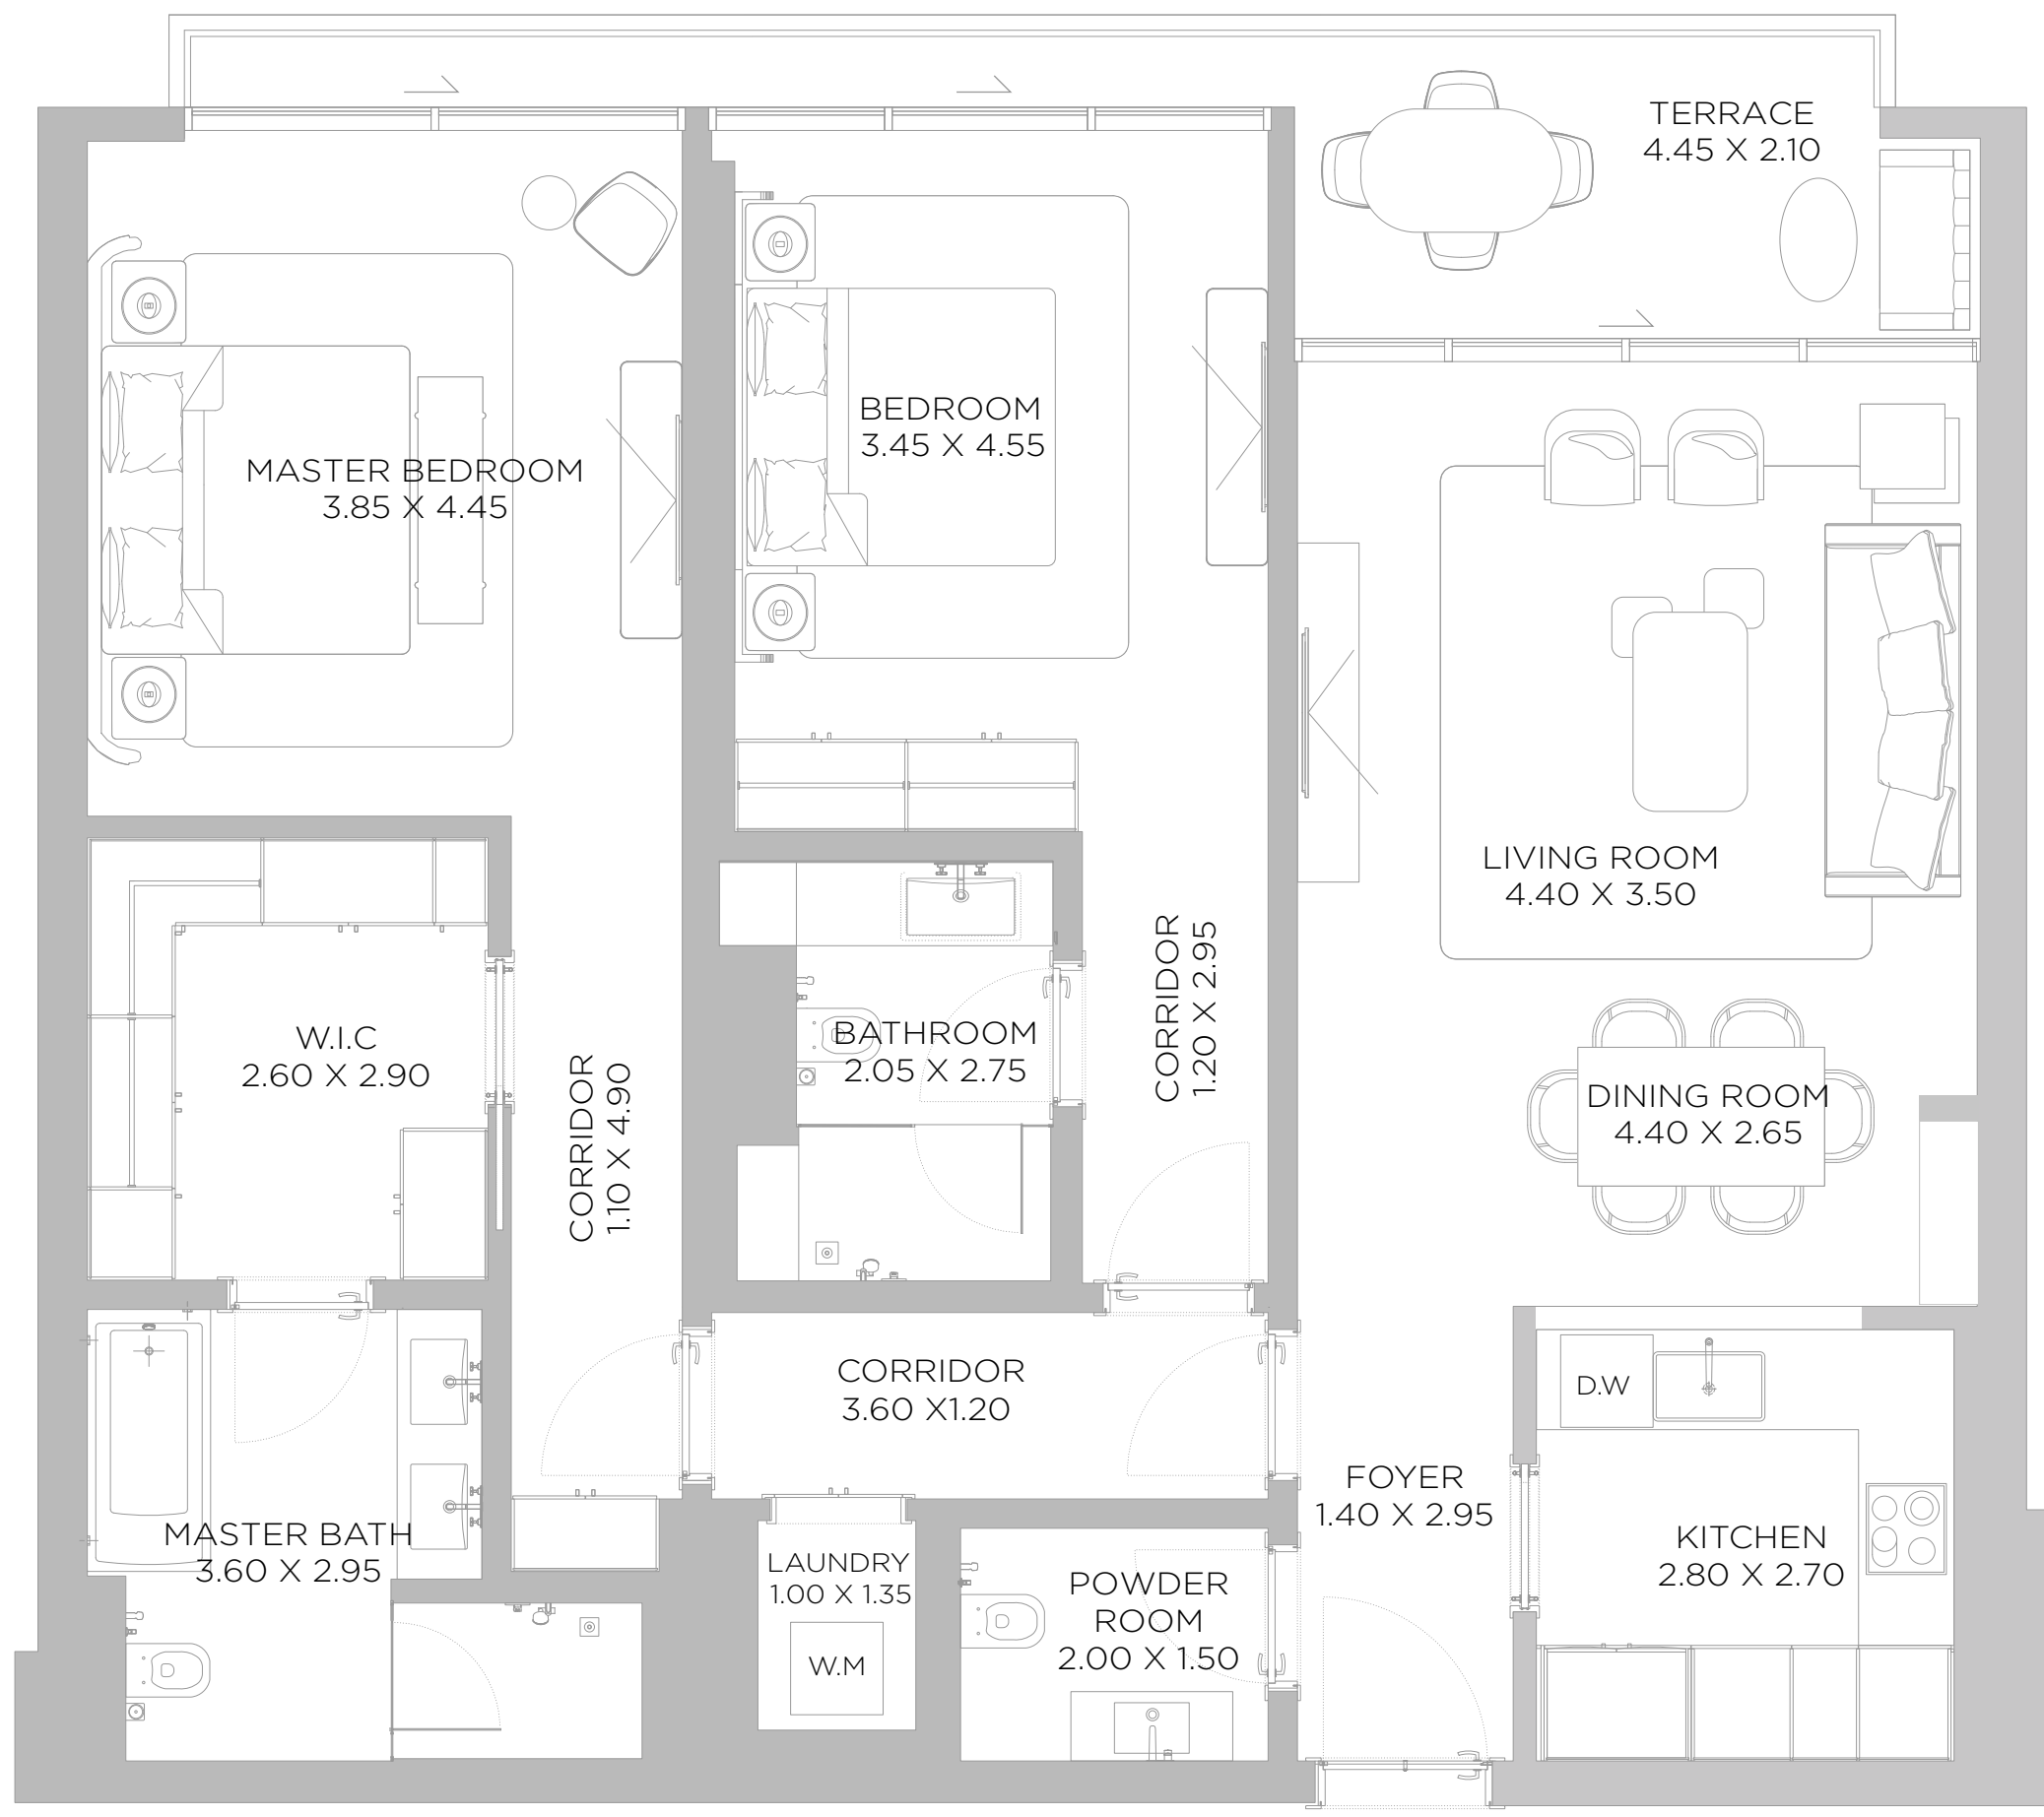 TERRACE
4.45 X 2.10
BEDROOM
3.45 X 4.55
MASTER BEDROOM
3.85 X 4.45
LIVING ROOM
4.40 X 3.50
CORRIDOR
1.20 X 2.95
W.I.C
2.60 X 2.90
BATHROOM
2.05 X 2.75
CORRIDOR
1.10 X 4.90
DINING ROOM
4.40 X 2.65
CORRIDOR
3.60 X1.20
D.W
FOYER
1.40 X 2.95
MASTER BATH
3.60 X 2.95
KITCHEN
2.80 X 2.70
LAUNDRY
1.00 X 1.35
W.M
POWDER
ROOM
2.00 X 1.50